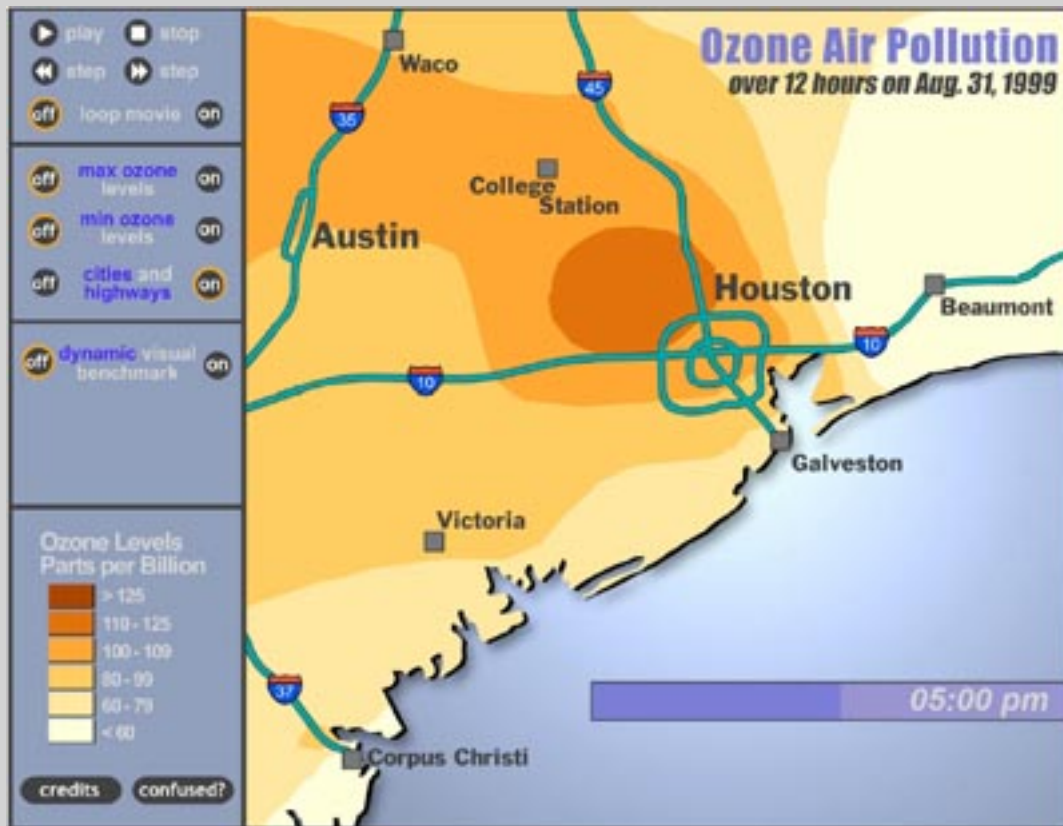 play stop
step step
off loop movie on
off max ozone levels on
off min ozone levels on
off cities and highways on
off dynamic visual benchmark on
Ozone Levels
Parts per Billion
> 125
110 - 125
100 - 109
80 - 99
60 - 79
< 60
credits confused?
Ozone Air Pollution
over 12 hours on Aug. 31, 1999
Waco
45
35
College
Station
Austin
Houston
Beaumont
10
10
Galveston
Victoria
37
05:00 pm
Corpus Christi